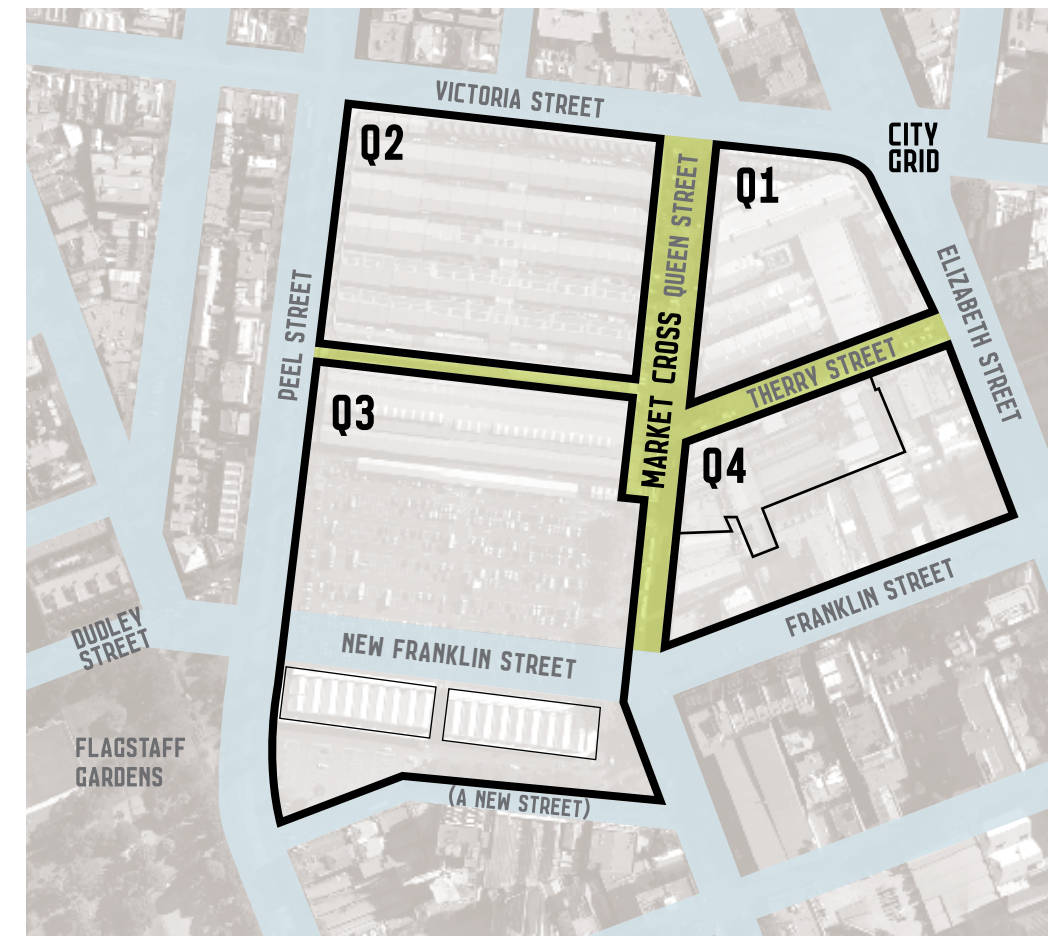 VICTORIA STREET
CITY
GRID
Q2
Q1
QUEEN STREET
PEEL STREET
MARKET CROSS
ELIZABETH STREET
THERRY STREET
Q3
Q4
FRANKLIN STREET
DUDLEY
STREET
NEW FRANKLIN STREET
FLAGSTAFF
GARDENS
(A NEW STREET)